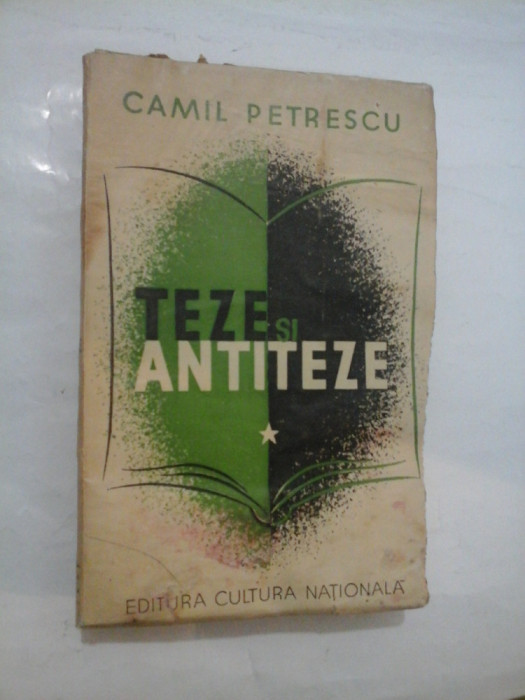 CAMIL PETRESCU
TEZE ȘI
ANTITEZE
EDITURA CULTURA NAȚIONALĂ